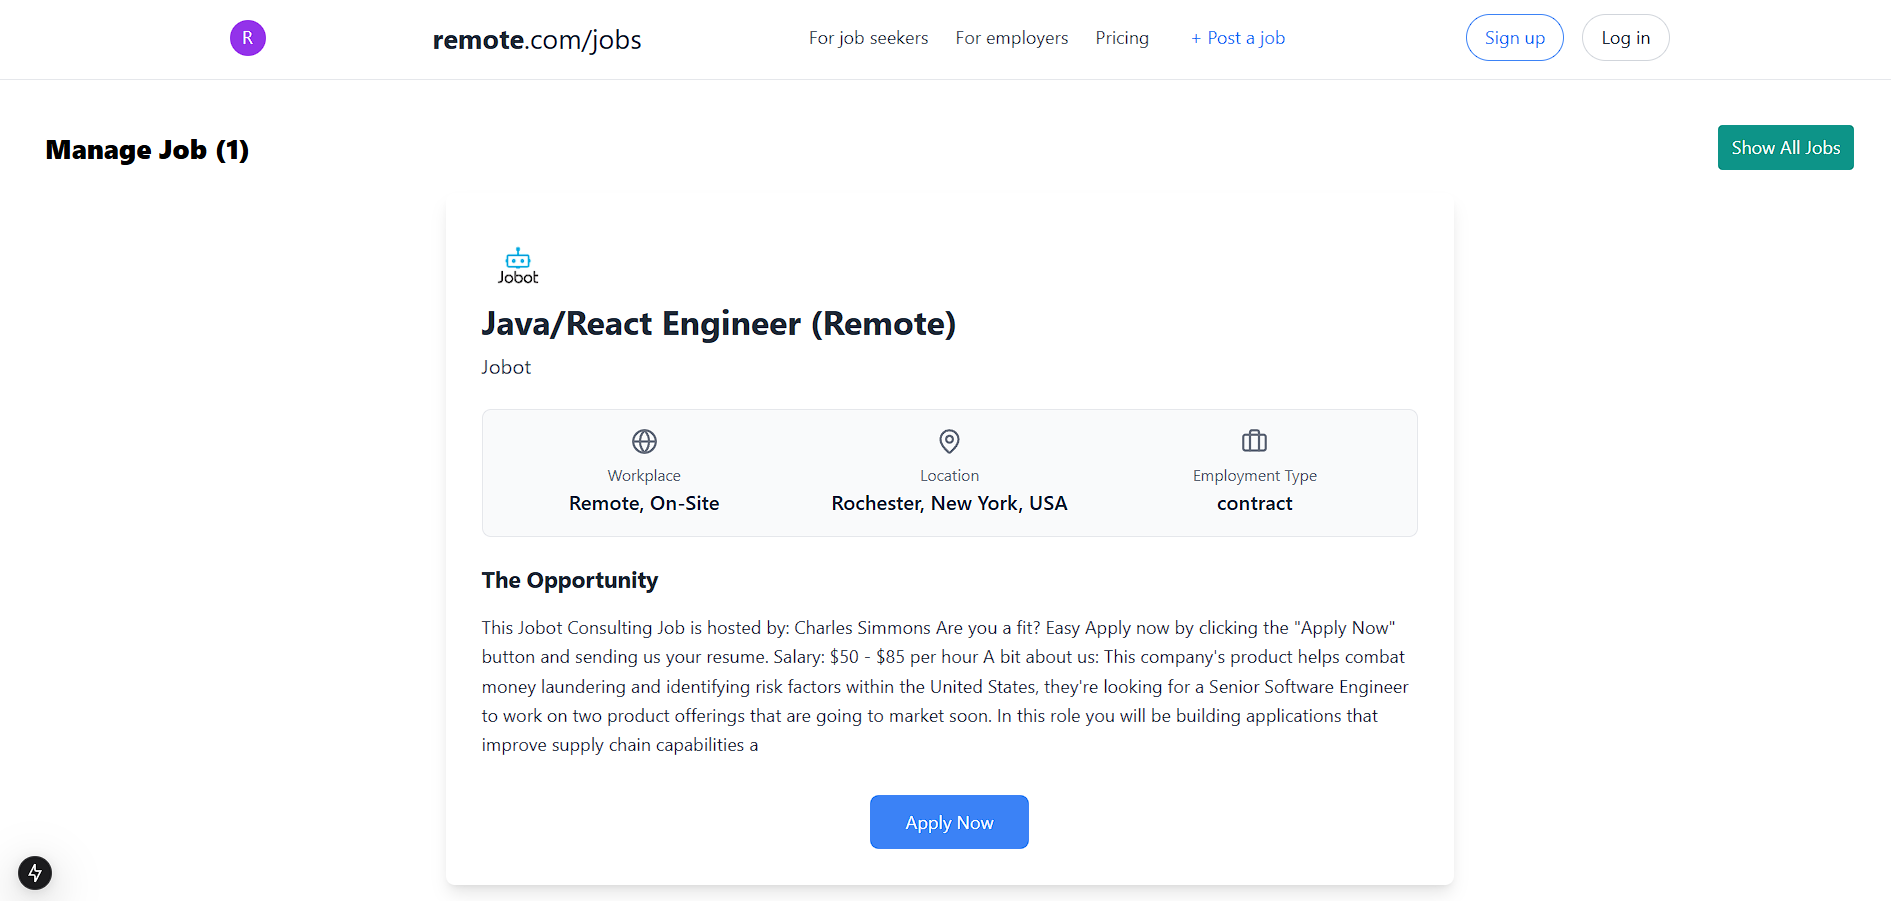 R
remote.com/jobs
For job seekers
For employers
Pricing
+ Post a job
Sign up
Log in
Manage Job (1)
Show All Jobs
Jobot
Java/React Engineer (Remote)
Jobot
Workplace
Remote, On-Site
Location
Rochester, New York, USA
Employment Type
contract
The Opportunity
This Jobot Consulting Job is hosted by: Charles Simmons Are you a fit? Easy Apply now by clicking the "Apply Now"
button and sending us your resume. Salary: $50 - $85 per hour A bit about us: This company's product helps combat
money laundering and identifying risk factors within the United States, they're looking for a Senior Software Engineer
to work on two product offerings that are going to market soon. In this role you will be building applications that
improve supply chain capabilities a
Apply Now